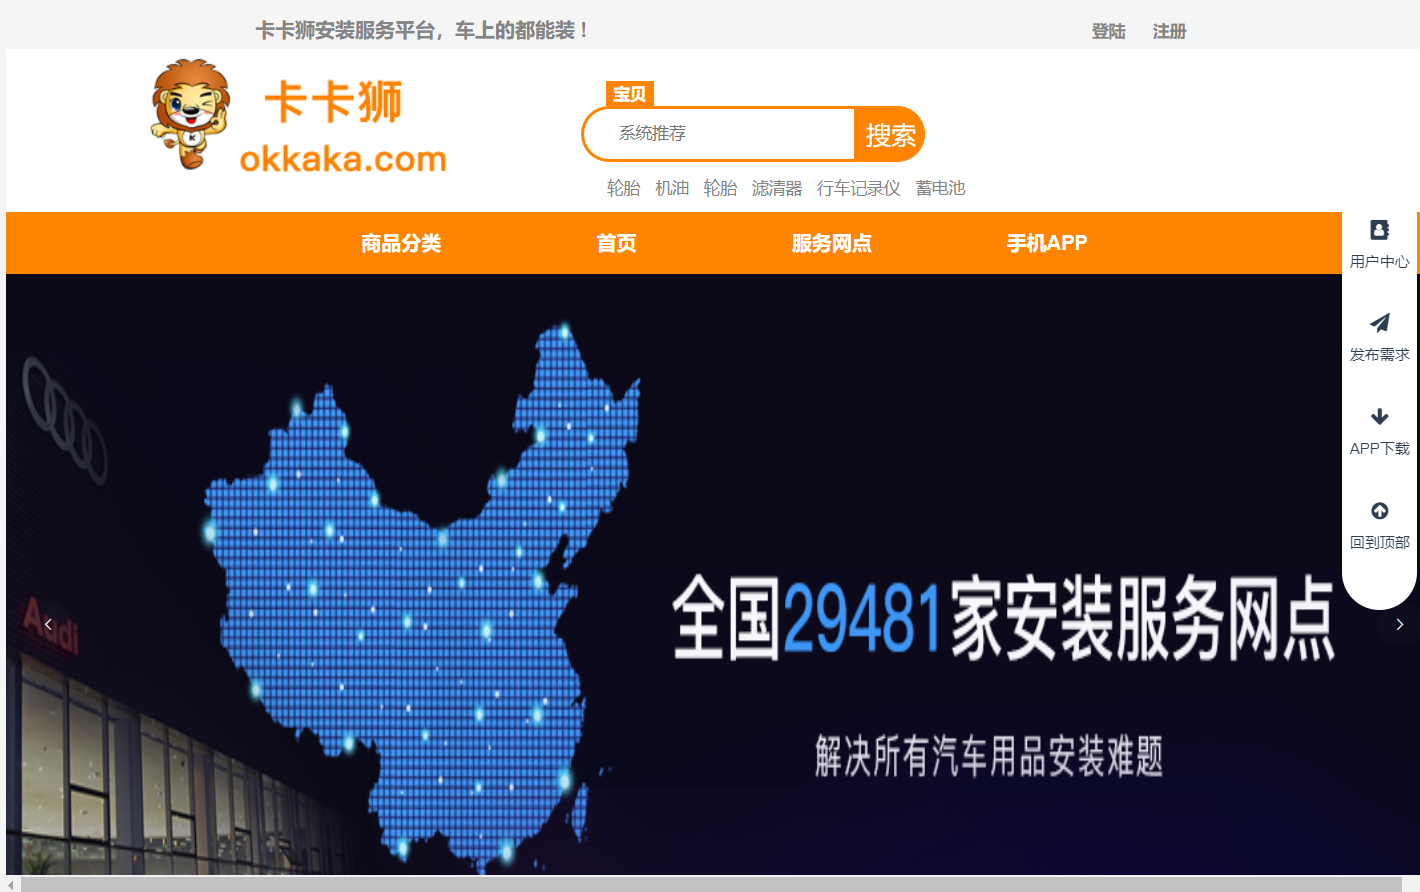 卡卡狮安装服务平台，车上的都能装！
登陆 注册
卡卡狮
okkaka.com
宝贝
系统推荐 搜索
轮胎 机油 轮胎 滤清器 行车记录仪 蓄电池
商品分类 首页 服务网点 手机APP
用户中心
发布需求
APP下载
回到顶部
Audi
全国29481家安装服务网点
解决所有汽车用品安装难题